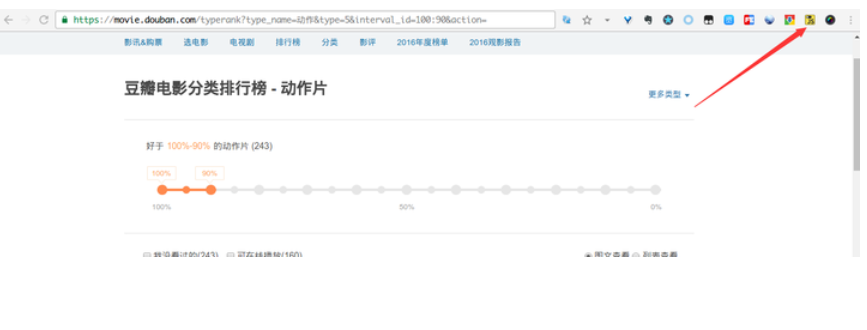 https://movie.douban.com/typerank?type_name=动作&type=5&interval_id=100:90&action=
影讯&购票 选电影 电视剧 排行榜 分类 影评 2016年度榜单 2016观影报告
豆瓣电影分类排行榜 - 动作片
更多类型
好于 100%-90% 的动作片 (243)
100% 90%
100% 50% 0%
我没看过的(243) 可在线播放(160) 图文查看 列表查看